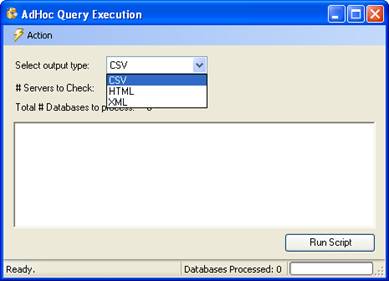 AdHoc Query Execution
Action
Select output type: CSV
CSV
# Servers to Check:
HTML
XML
Total # Databases to process:
Run Script
Ready. Databases Processed: 0